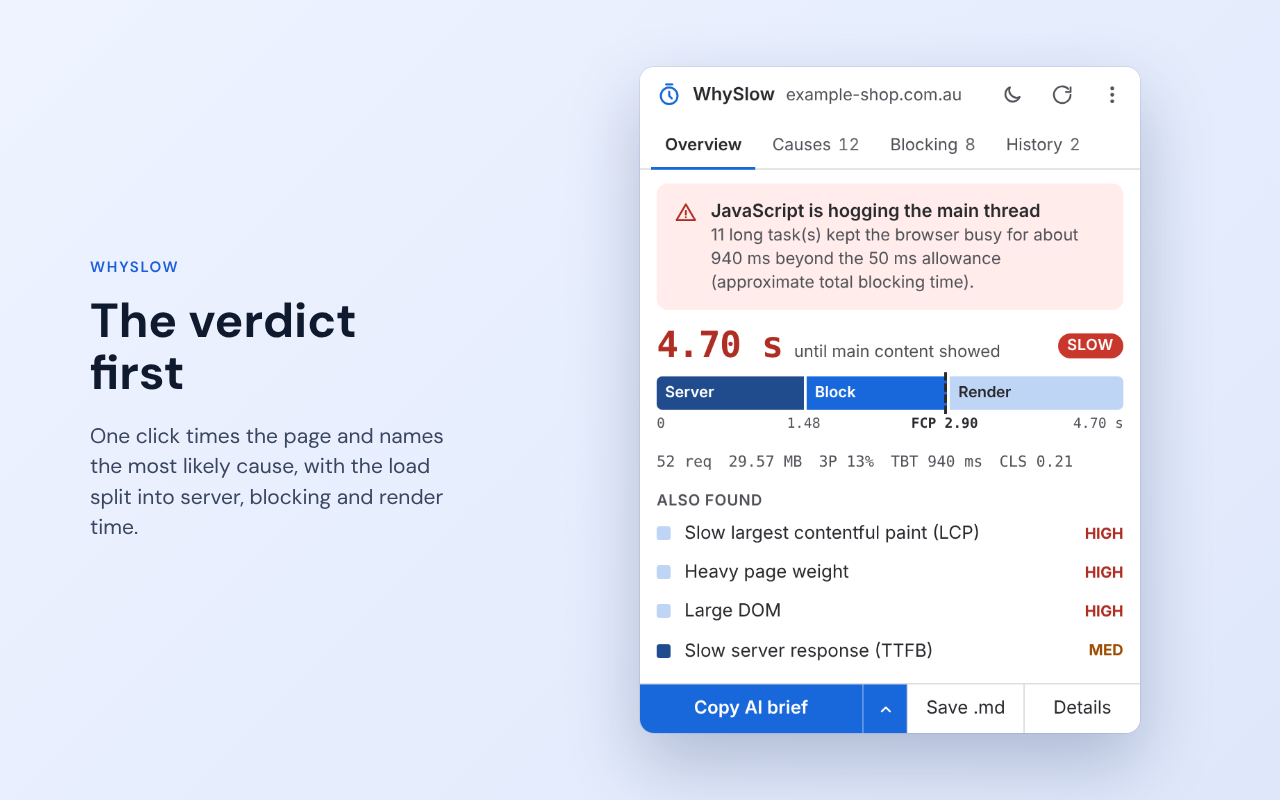 WHYSLOW
The verdict
first
One click times the page and names
the most likely cause, with the load
split into server, blocking and render
time.
WhySlow example-shop.com.au
Overview Causes 12 Blocking 8 History 2
JavaScript is hogging the main thread
11 long task(s) kept the browser busy for about
940 ms beyond the 50 ms allowance
(approximate total blocking time).
4.70 s until main content showed SLOW
Server Block Render
0 1.48 FCP 2.90 4.70 s
52 req 29.57 MB 3P 13% TBT 940 ms CLS 0.21
ALSO FOUND
Slow largest contentful paint (LCP) HIGH
Heavy page weight HIGH
Large DOM HIGH
Slow server response (TTFB) MED
Copy AI brief Save .md Details